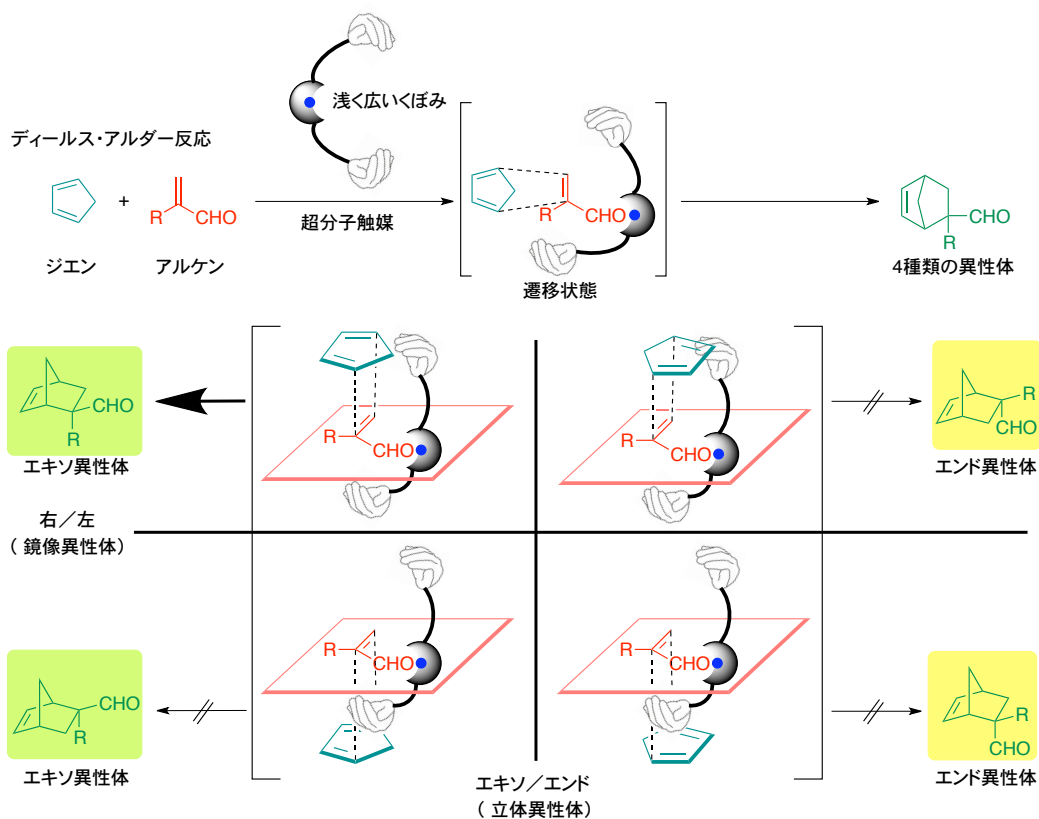 浅く広いくぼみ
ディールス・アルダー反応
+
R
CHO
超分子触媒
R
CHO
CHO
R
ジエン
アルケン
遷移状態
4種類の異性体
CHO
R
エキソ異性体
R
CHO
R
CHO
R
CHO
エンド異性体
右／左
（ 鏡像異性体）
CHO
R
エキソ異性体
R
CHO
R
CHO
R
CHO
エンド異性体
エキソ／エンド
（ 立体異性体）